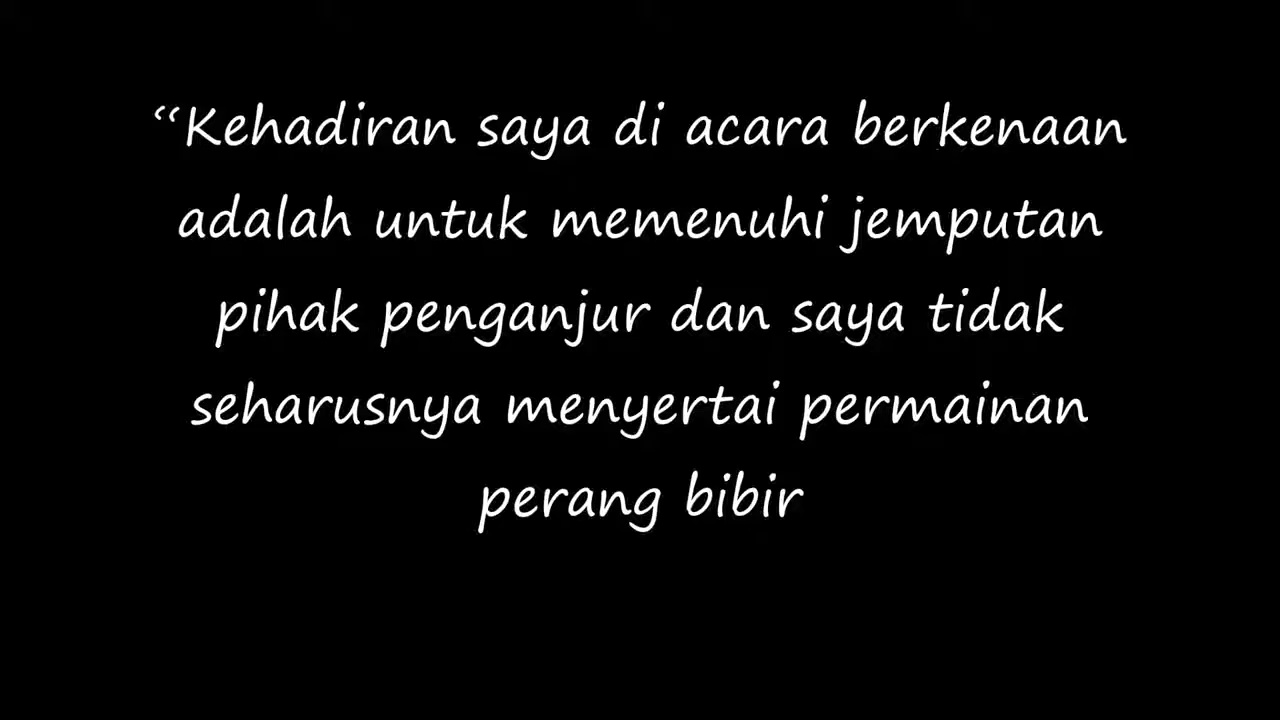 “Kehadiran saya di acara berkenaan
adalah untuk memenuhi jemputan
pihak penganjur dan saya tidak
seharusnya menyertai permainan
perang bibir